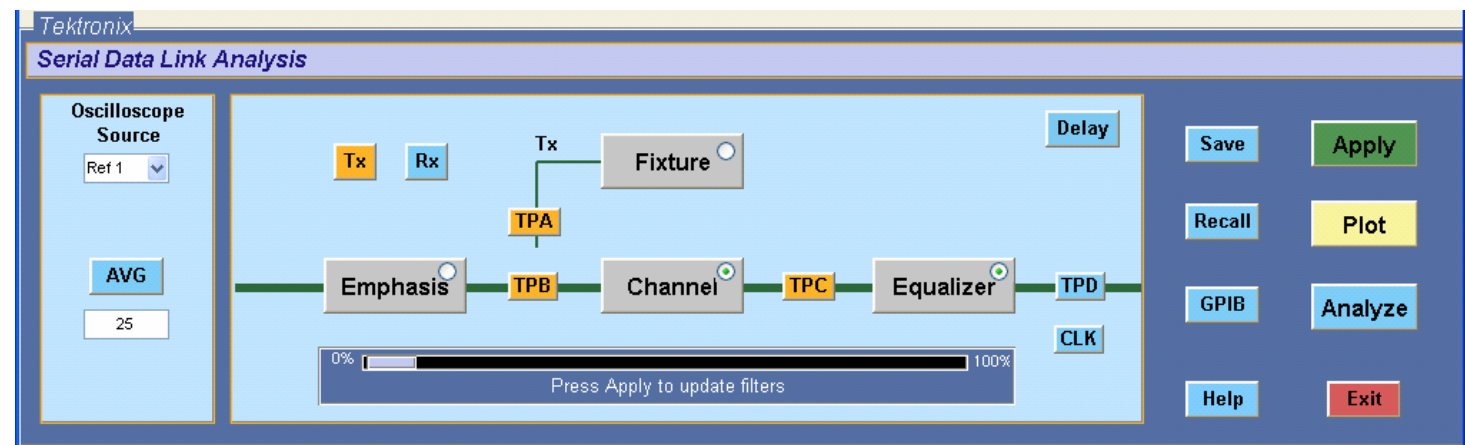 Tektronix
Serial Data Link Analysis
Oscilloscope
Source
Ref 1
AVG
25
Tx
Rx
Tx
Fixture
Delay
TPA
Emphasis
TPB
Channel
TPC
Equalizer
TPD
CLK
0%
100%
Press Apply to update filters
Save
Apply
Recall
Plot
GPIB
Analyze
Help
Exit